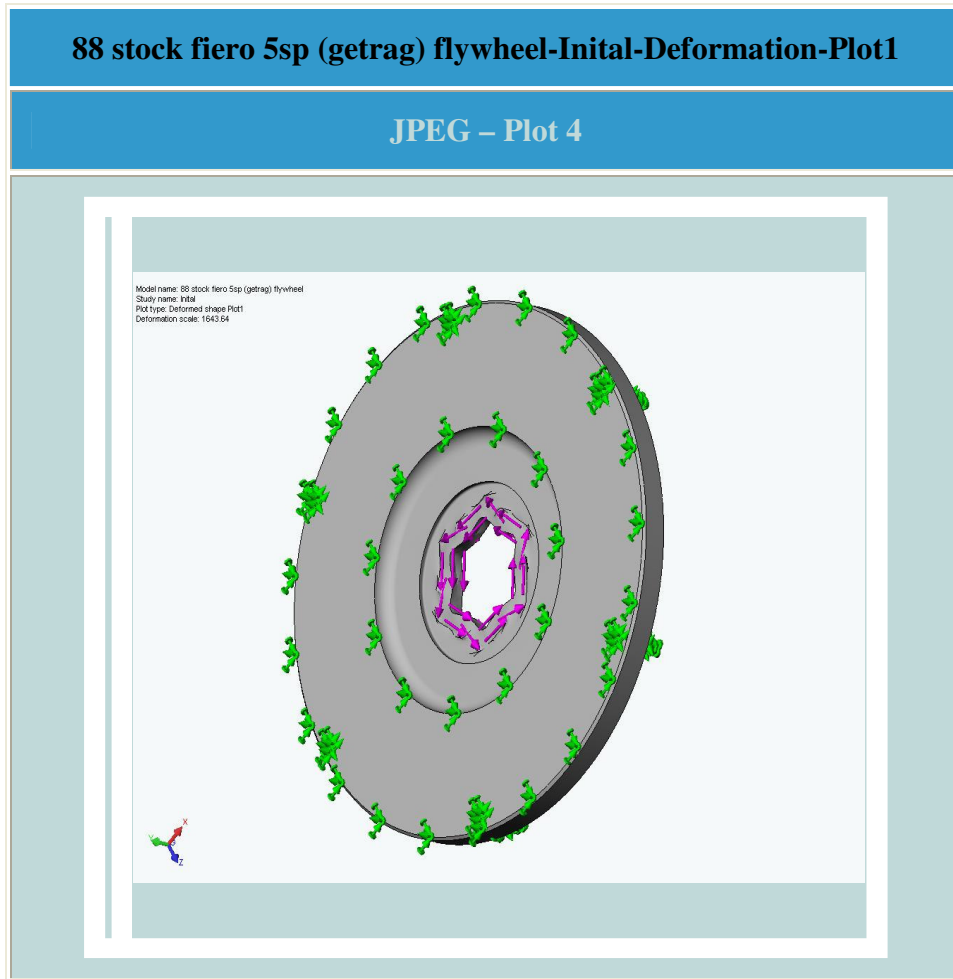 88 stock fiero 5sp (getrag) flywheel-Inital-Deformation-Plot1
JPEG – Plot 4
Model name: 88 stock fiero 5sp (getrag) flywheel
Study name: Inital
Plot type: Deformed shape Plot1
Deformation scale: 1643.64
X
Y
Z